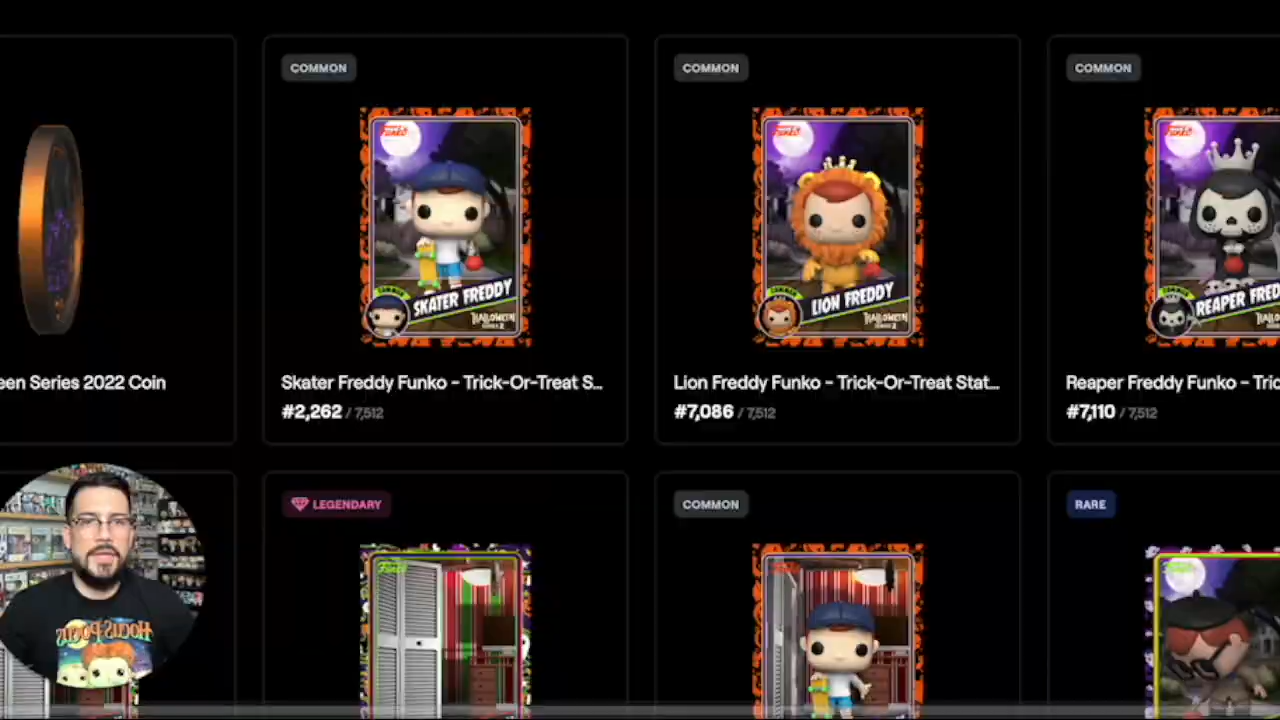 COMMON
COMMON
COMMON
SKATER FREDDY
LION FREDDY
REAPER FRED
een Series 2022 Coin
Skater Freddy Funko - Trick-Or-Treat S...
Lion Freddy Funko - Trick-Or-Treat Stat...
Reaper Freddy Funko - Tric
#2,262 / 7,512
#7,086 / 7,512
#7,110 / 7,512
LEGENDARY
COMMON
RARE
HOCUS POCUS